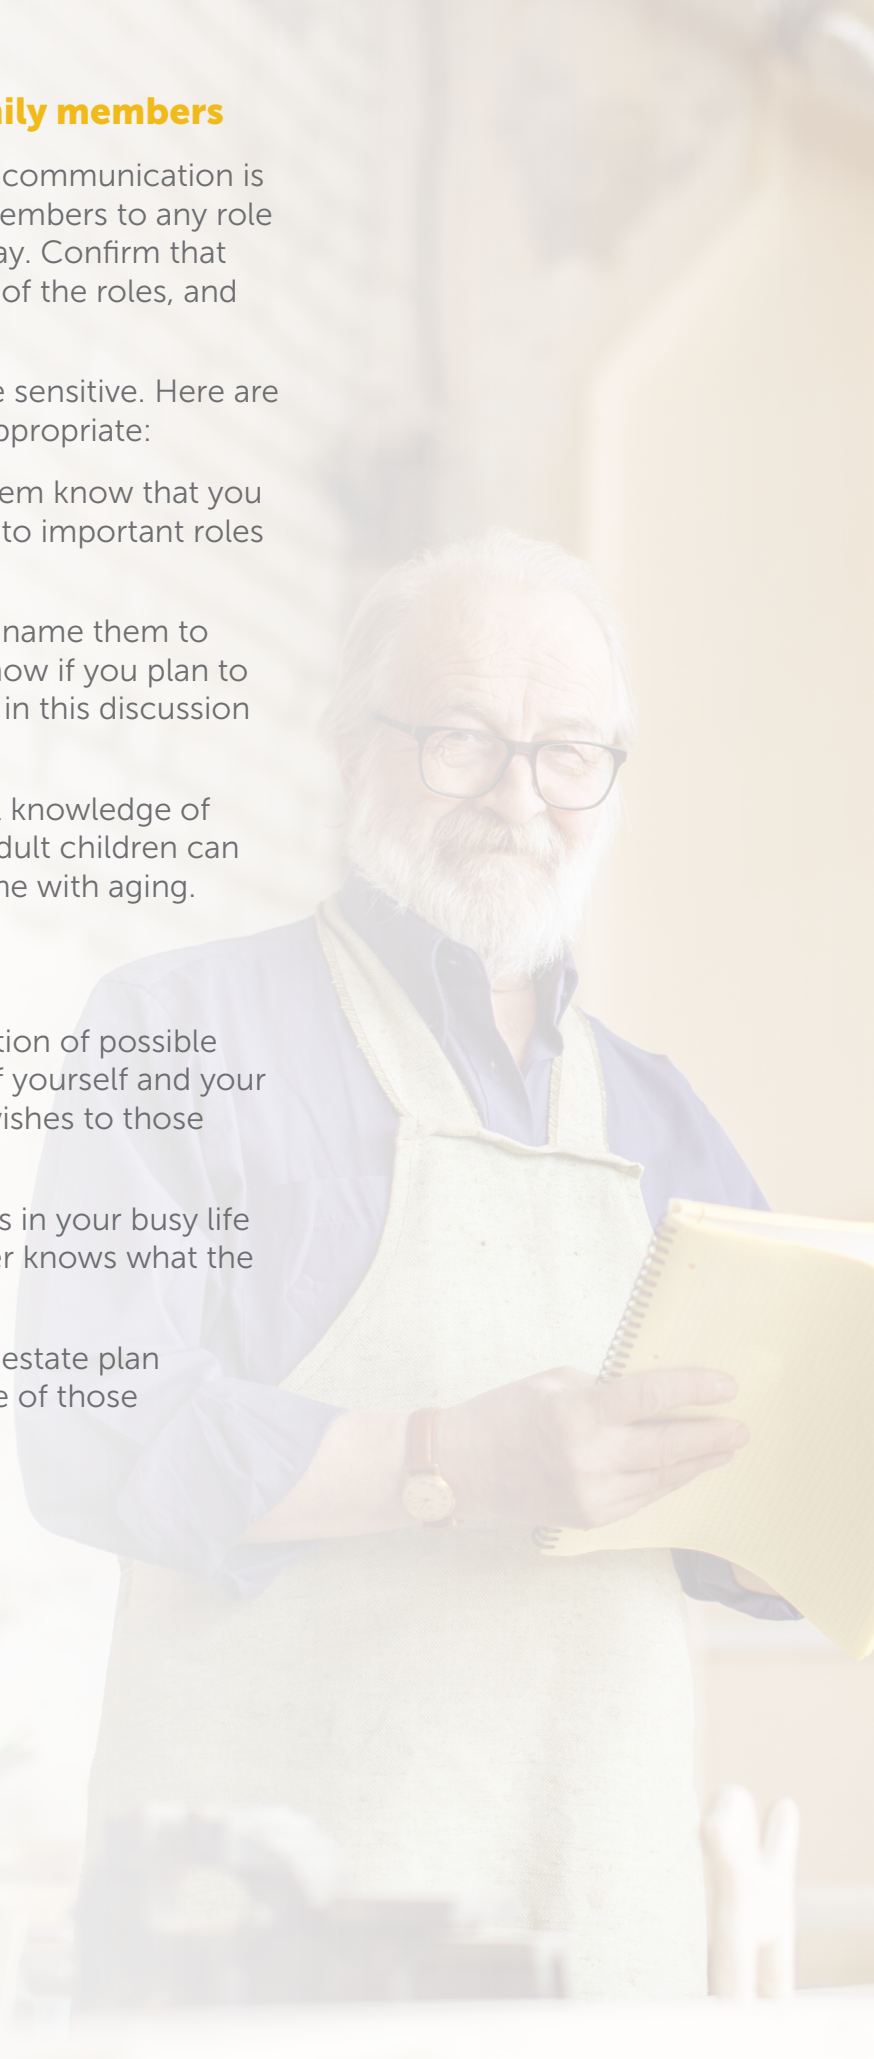 ily members
communication is
embers to any role
ay. Confirm that
of the roles, and
e sensitive. Here are
ppropriate:
em know that you
to important roles
name them to
now if you plan to
in this discussion
knowledge of
dult children can
me with aging.
tion of possible
f yourself and your
ishes to those
s in your busy life
er knows what the
estate plan
e of those